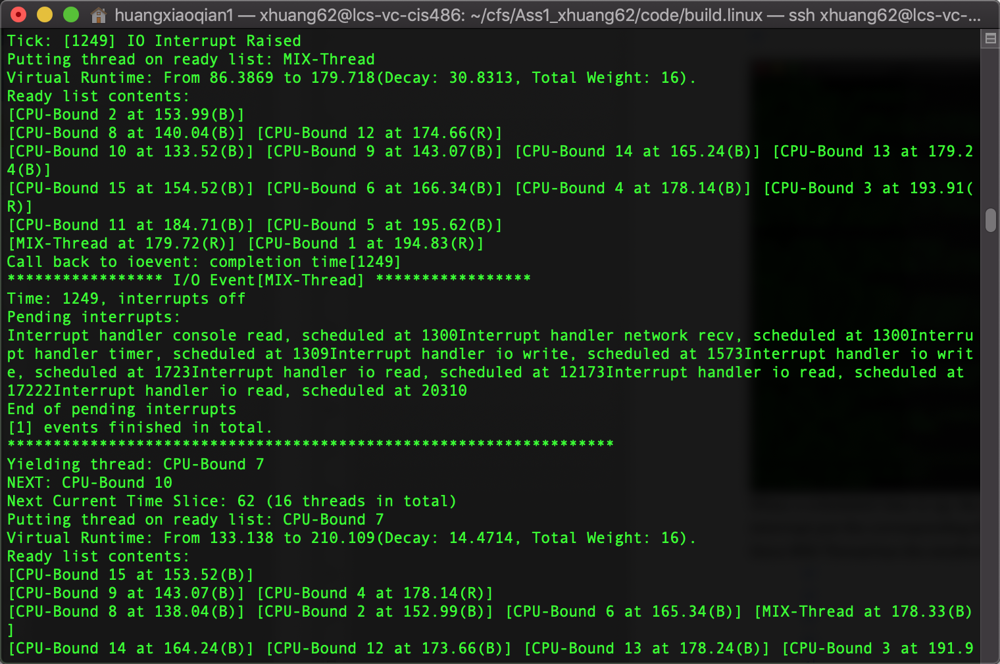 huangxiaoqian1 — xhuang62@lcs-vc-cis486: ~/cfs/Ass1_xhuang62/code/build.linux — ssh xhuang62@lcs-vc-...
Tick: [1249] IO Interrupt Raised
Putting thread on ready list: MIX-Thread
Virtual Runtime: From 86.3869 to 179.718(Decay: 30.8313, Total Weight: 16).
Ready list contents:
[CPU-Bound 2 at 153.99(B)]
[CPU-Bound 8 at 140.04(B)] [CPU-Bound 12 at 174.66(R)]
[CPU-Bound 10 at 133.52(B)] [CPU-Bound 9 at 143.07(B)] [CPU-Bound 14 at 165.24(B)] [CPU-Bound 13 at 179.2
4(B)]
[CPU-Bound 15 at 154.52(B)] [CPU-Bound 6 at 166.34(B)] [CPU-Bound 4 at 178.14(B)] [CPU-Bound 3 at 193.91(
R)]
[CPU-Bound 11 at 184.71(B)] [CPU-Bound 5 at 195.62(B)]
[MIX-Thread at 179.72(R)] [CPU-Bound 1 at 194.83(R)]
Call back to ioevent: completion time[1249]
***************** I/O Event[MIX-Thread] *****************
Time: 1249, interrupts off
Pending interrupts:
Interrupt handler console read, scheduled at 1300Interrupt handler network recv, scheduled at 1300Interru
pt handler timer, scheduled at 1309Interrupt handler io write, scheduled at 1573Interrupt handler io writ
e, scheduled at 1723Interrupt handler io read, scheduled at 12173Interrupt handler io read, scheduled at
17222Interrupt handler io read, scheduled at 20310
End of pending interrupts
[1] events finished in total.
******************************************************************
Yielding thread: CPU-Bound 7
NEXT: CPU-Bound 10
Next Current Time Slice: 62 (16 threads in total)
Putting thread on ready list: CPU-Bound 7
Virtual Runtime: From 133.138 to 210.109(Decay: 14.4714, Total Weight: 16).
Ready list contents:
[CPU-Bound 15 at 153.52(B)]
[CPU-Bound 9 at 143.07(B)] [CPU-Bound 4 at 178.14(R)]
[CPU-Bound 8 at 138.04(B)] [CPU-Bound 2 at 152.99(B)] [CPU-Bound 6 at 165.34(B)] [MIX-Thread at 178.33(B)
]
[CPU-Bound 14 at 164.24(B)] [CPU-Bound 12 at 173.66(B)] [CPU-Bound 13 at 178.24(B)] [CPU-Bound 3 at 191.9